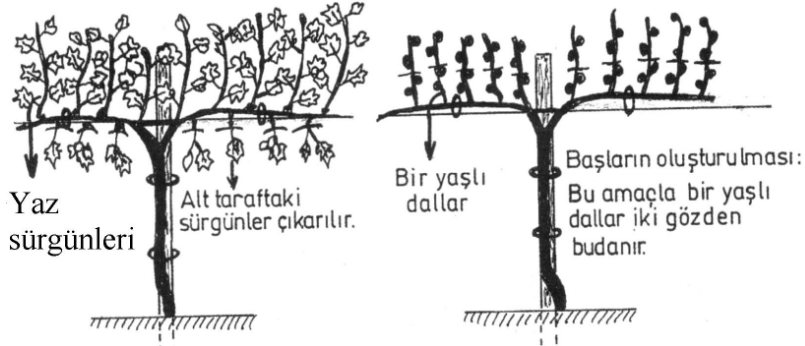 Yaz
sürgünleri
Alt taraftaki
sürgünler çıkarılır.
Bir yaşlı
dallar
Başların oluşturulması:
Bu amaçla bir yaşlı
dallar iki gözden
budanır.